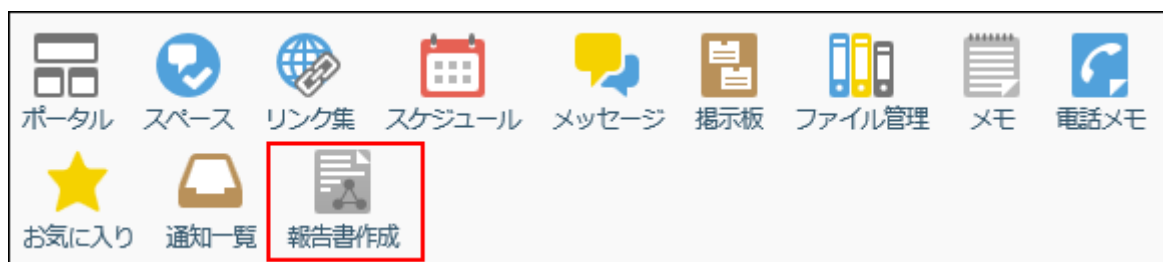 ポータル スペース リンク集 スケジュール メッセージ 掲示板 ファイル管理 メモ 電話メモ
お気に入り 通知一覧 報告書作成